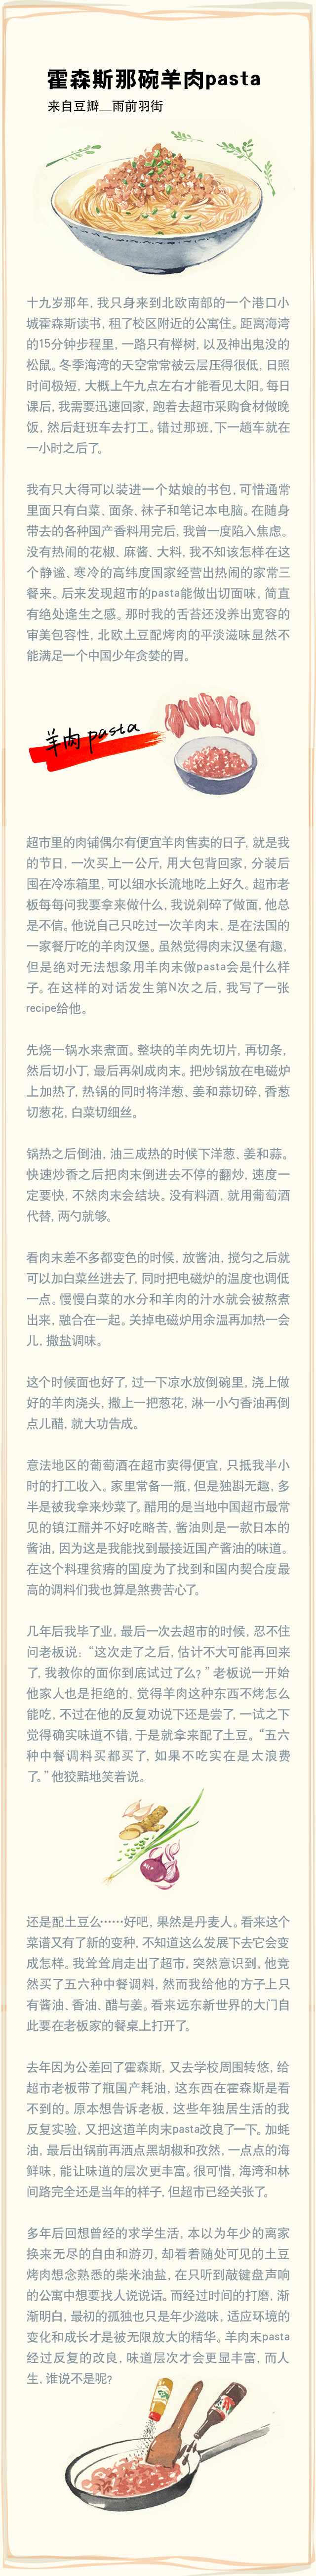 霍森斯那碗羊肉pasta
来自豆瓣__雨前羽街
十九岁那年，我只身来到北欧南部的一个港口小
城霍森斯读书，租了校区附近的公寓住。距离海湾
的15分钟步程里，一路只有榉树，以及神出鬼没的
松鼠。冬季海湾的天空常常被云层压得很低，日照
时间极短，大概上午九点左右才能看见太阳。每日
课后，我需要迅速回家，跑着去超市采购食材做晚
饭，然后赶班车去打工。错过那班，下一趟车就在
一小时之后了。
我有只大得可以装进一个姑娘的书包，可惜通常
里面只有白菜、面条、袜子和笔记本电脑。在随身
带去的各种国产香料用完后，我曾一度陷入焦虑。
没有热闹的花椒、麻酱、大料，我不知该怎样在这
个静谧、寒冷的高纬度国家经营出热闹的家常三
餐来。后来发现超市的pasta能做出切面味，简直
有绝处逢生之感。那时我的舌苔还没养出宽容的
审美包容性，北欧土豆配烤肉的平淡滋味显然不
能满足一个中国少年贪婪的胃。
羊肉pasta
超市里的肉铺偶尔有便宜羊肉售卖的日子，就是我
的节日，一次买上一公斤，用大包背回家，分装后
囤在冷冻箱里，可以细水长流地吃上好久。超市老
板每每问我要拿来做什么，我说剁碎了做面，他总
是不信。他说自己只吃过一次羊肉末，是在法国的
一家餐厅吃的羊肉汉堡。虽然觉得肉末汉堡有趣，
但是绝对无法想象用羊肉末做pasta会是什么样
子。在这样的对话发生第N次之后，我写了一张
recipe给他。
先烧一锅水来煮面。整块的羊肉先切片，再切条，
然后切小丁，最后再剁成肉末。把炒锅放在电磁炉
上加热了，热锅的同时将洋葱、姜和蒜切碎，香葱
切葱花，白菜切细丝。
锅热之后倒油，油三成热的时候下洋葱、姜和蒜。
快速炒香之后把肉末倒进去不停的翻炒，速度一
定要快，不然肉末会结块。没有料酒，就用葡萄酒
代替，两勺就够。
看肉末差不多都变色的时候，放酱油，搅匀之后就
可以加白菜丝进去了，同时把电磁炉的温度也调低
一点。慢慢白菜的水分和羊肉的汁水就会被熬煮
出来，融合在一起。关掉电磁炉用余温再加热一会
儿，撒盐调味。
这个时候面也好了，过一下凉水放倒碗里，浇上做
好的羊肉浇头，撒上一把葱花，淋一小勺香油再倒
点儿醋，就大功告成。
意法地区的葡萄酒在超市卖得便宜，只抵我半小
时的打工收入。家里常备一瓶，但是独斟无趣，多
半是被我拿来炒菜了。醋用的是当地中国超市最常
见的镇江醋并不好吃略苦，酱油则是一款日本的
酱油，因为这是我能找到最接近国产酱油的味道。
在这个料理贫瘠的国度为了找到和国内契合度最
高的调料们我也算是煞费苦心了。
几年后我毕了业，最后一次去超市的时候，忍不住
问老板说：“这次走了之后，估计不大可能再回来
了，我教你的面你到底试过了么？”老板说一开始
他家人也是拒绝的，觉得羊肉这种东西不烤怎么
能吃，不过在他的反复劝说下还是尝了，一试之下
觉得确实味道不错，于是就拿来配了土豆。“五六
种中餐调料买都买了，如果不吃实在是太浪费
了。”他狡黠地笑着说。
还是配土豆么……好吧，果然是丹麦人。看来这个
菜谱又有了新的变种，不知道这么发展下去它会变
成怎样。我耸耸肩走出了超市，突然意识到，他竟
然买了五六种中餐调料，然而我给他的方子上只
有酱油、香油、醋与姜。看来远东新世界的大门自
此要在老板家的餐桌上打开了。
去年因为公差回了霍森斯，又去学校周围转悠，给
超市老板带了瓶国产耗油，这东西在霍森斯是看
不到的。原本想告诉老板，这些年独居生活的我
反复实验，又把这道羊肉末pasta改良了一下。加蚝
油，最后出锅前再洒点黑胡椒和孜然，一点点的海
鲜味，能让味道的层次更丰富。很可惜，海湾和林
间路完全还是当年的样子，但超市已经关张了。
多年后回想曾经的求学生活，本以为年少的离家
换来无尽的自由和游刃，却看着随处可见的土豆
烤肉想念熟悉的柴米油盐，在只听到敲键盘声响
的公寓中想要找人说说话。而经过时间的打磨，渐
渐明白，最初的孤独也只是年少滋味，适应环境的
变化和成长才是被无限放大的精华。羊肉末pasta
经过反复的改良，味道层次才会更显丰富，而人
生，谁说不是呢？